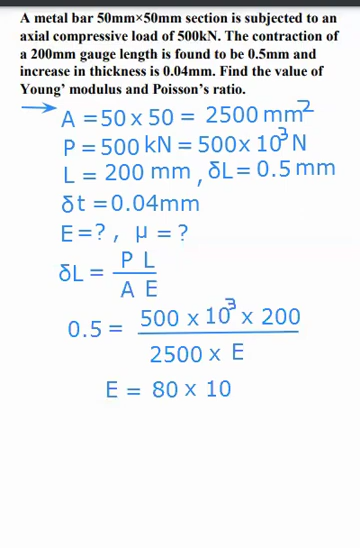 A metal bar 50mm×50mm section is subjected to an
axial compressive load of 500kN. The contraction of
a 200mm gauge length is found to be 0.5mm and
increase in thickness is 0.04mm. Find the value of
Young' modulus and Poisson's ratio.
→ A = 50 x 50 = 2500 mm²
P = 500 kN = 500x 10³ N
L = 200 mm , δL = 0.5 mm
δt = 0.04mm
E = ? , μ = ?
δL = P L / A E
0.5 = 500 x 10³ x 200 / 2500 x E
E = 80 x 10